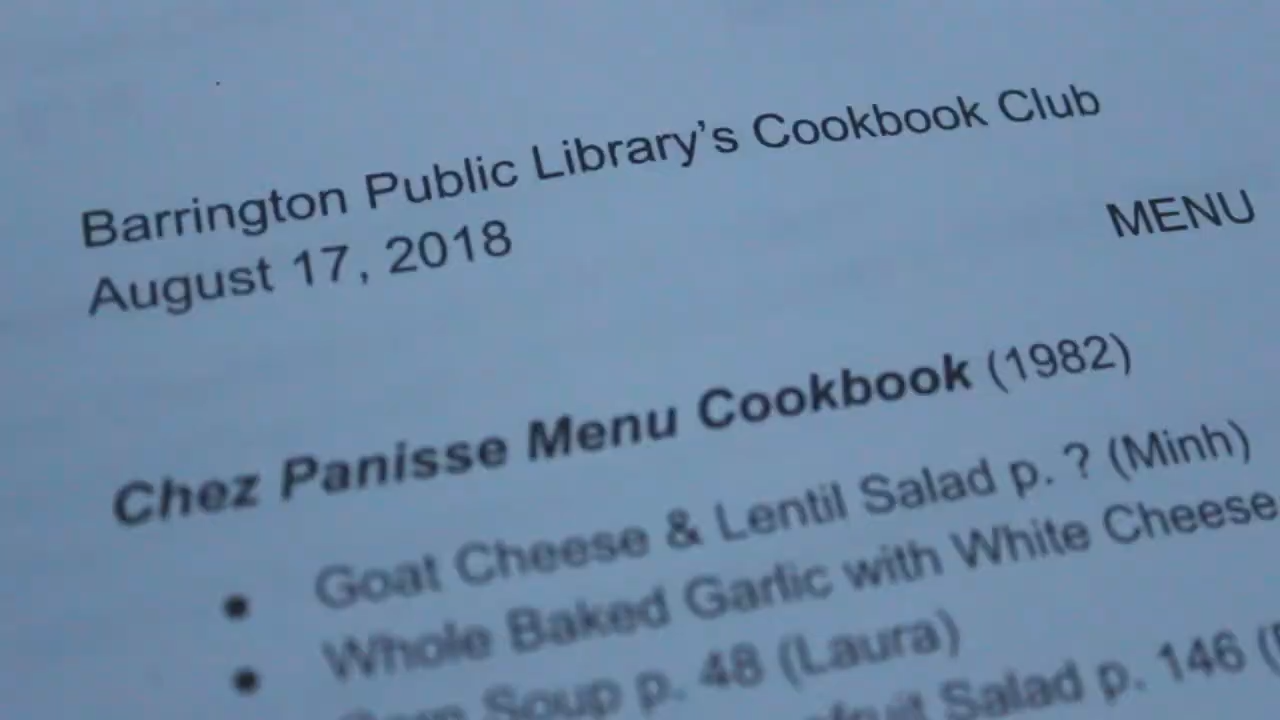 Barrington Public Library's Cookbook Club
August 17, 2018
MENU
Chez Panisse Menu Cookbook (1982)
• Goat Cheese & Lentil Salad p. ? (Minh)
• Whole Baked Garlic with White Cheese
Soup p. 48 (Laura)
Salad p. 146